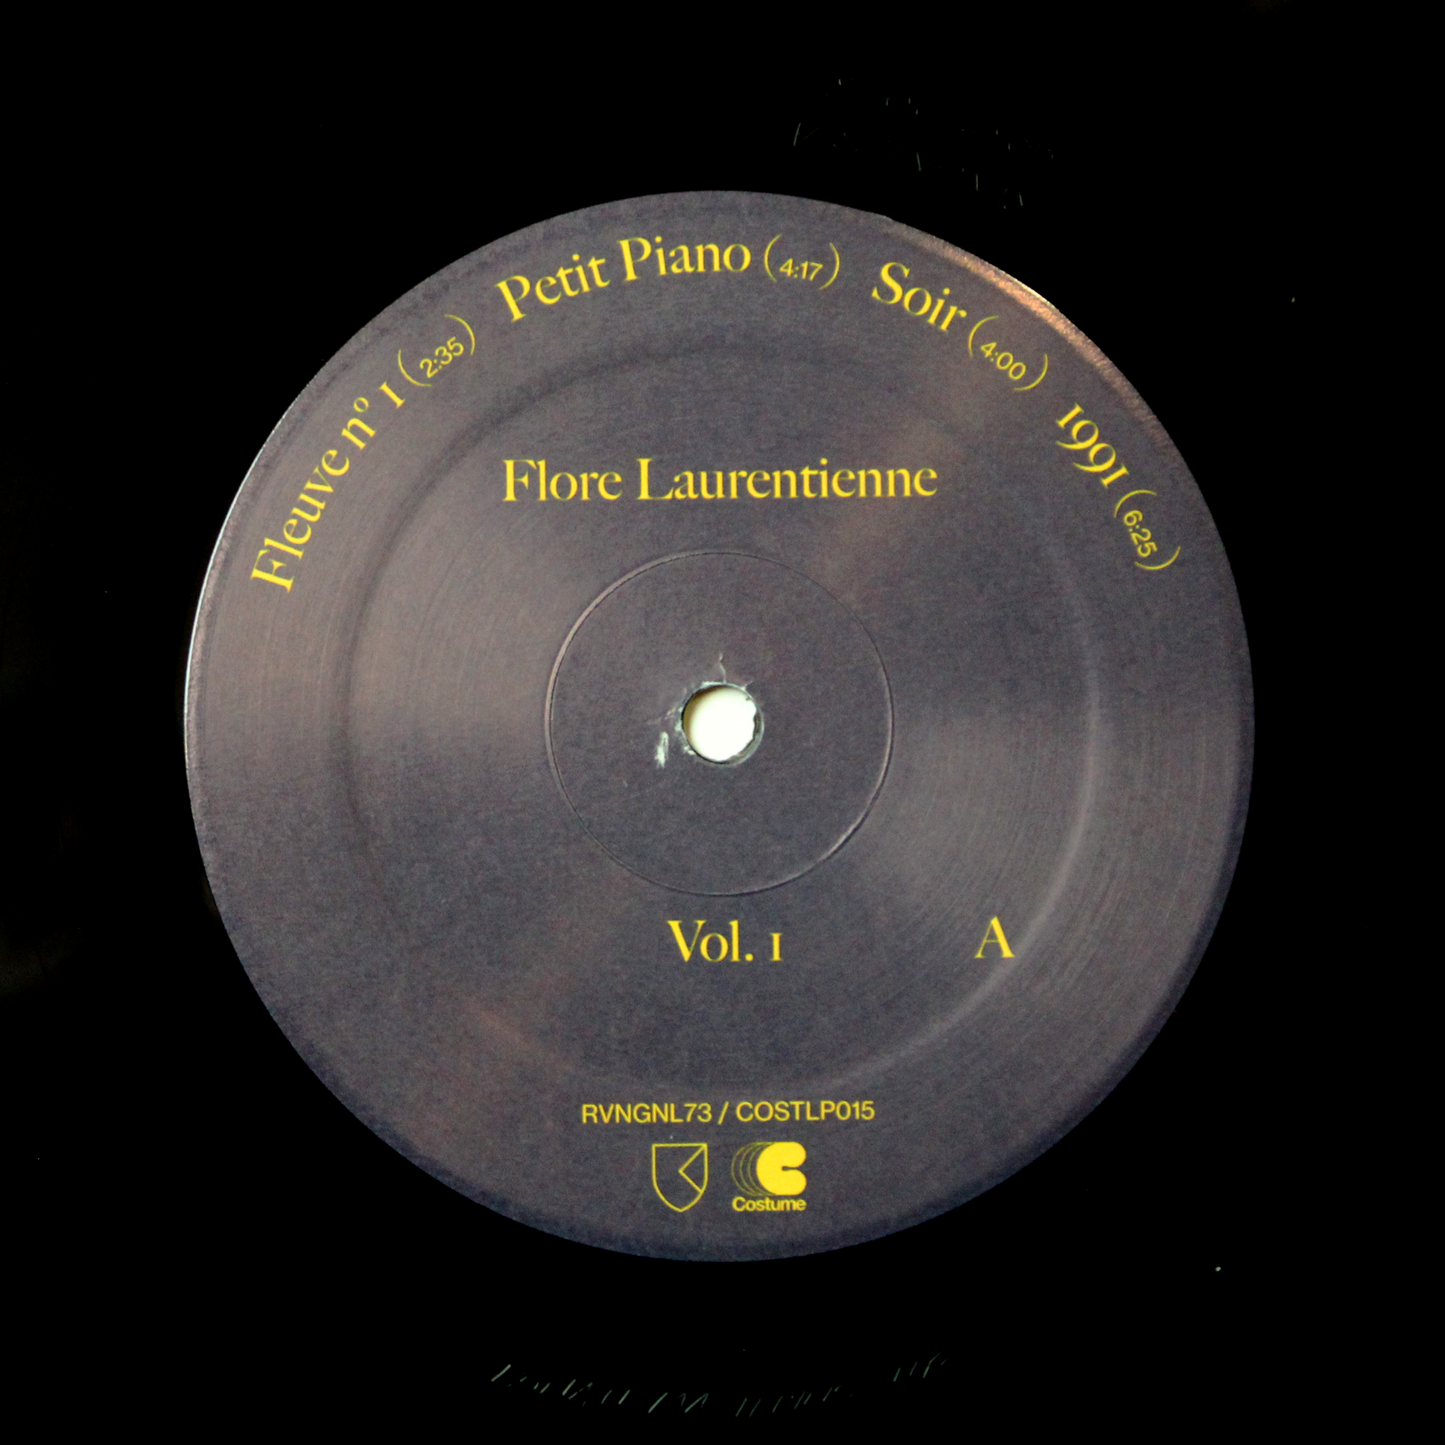 Fleuve nº 1 (2:35) Petit Piano (4:17) Soir (4:00) 1991 (6:25)
Flore Laurentienne
Vol. 1
A
RVNGNL73 / COSTLP015
Costume